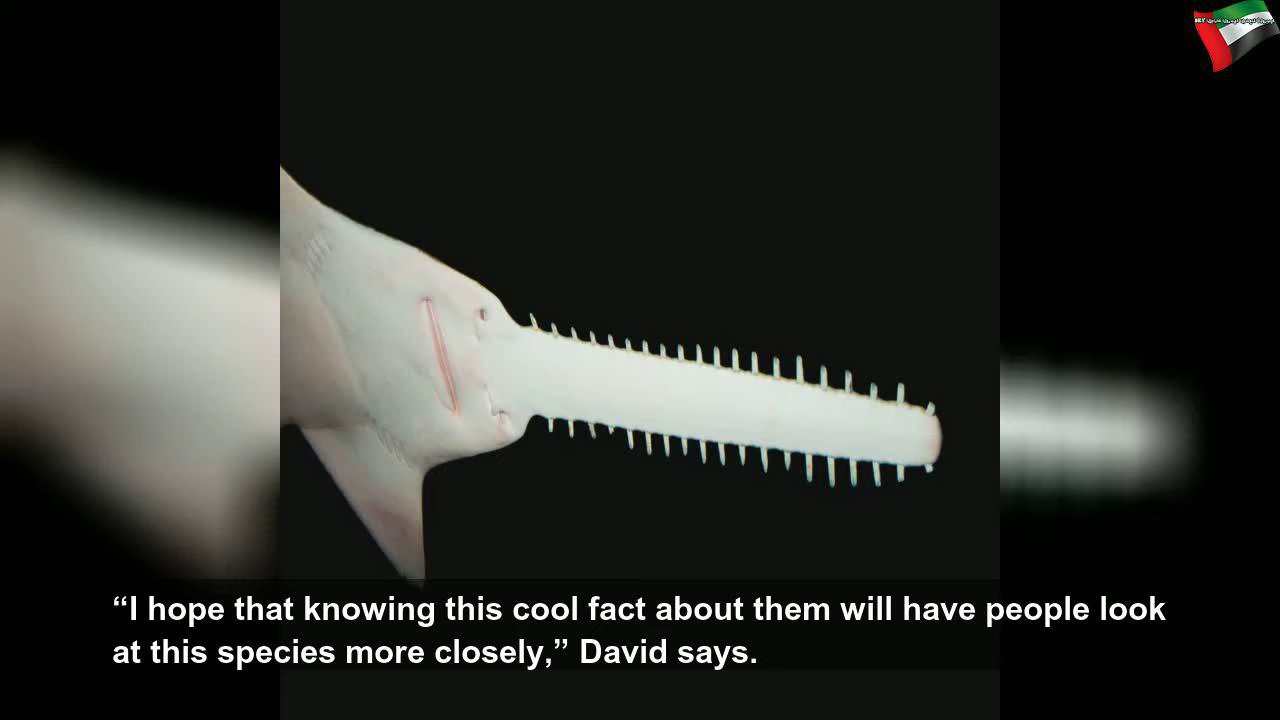 “I hope that knowing this cool fact about them will have people look
at this species more closely,” David says.